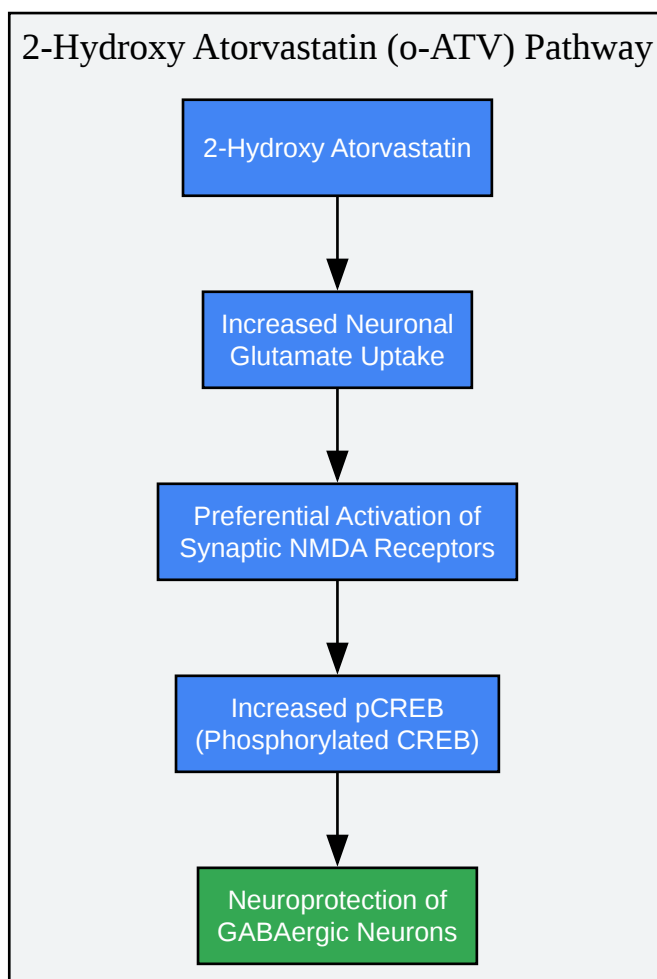 2-Hydroxy Atorvastatin (o-ATV) Pathway
2-Hydroxy Atorvastatin
Increased Neuronal
Glutamate Uptake
Preferential Activation of
Synaptic NMDA Receptors
Increased pCREB
(Phosphorylated CREB)
Neuroprotection of
GABAergic Neurons